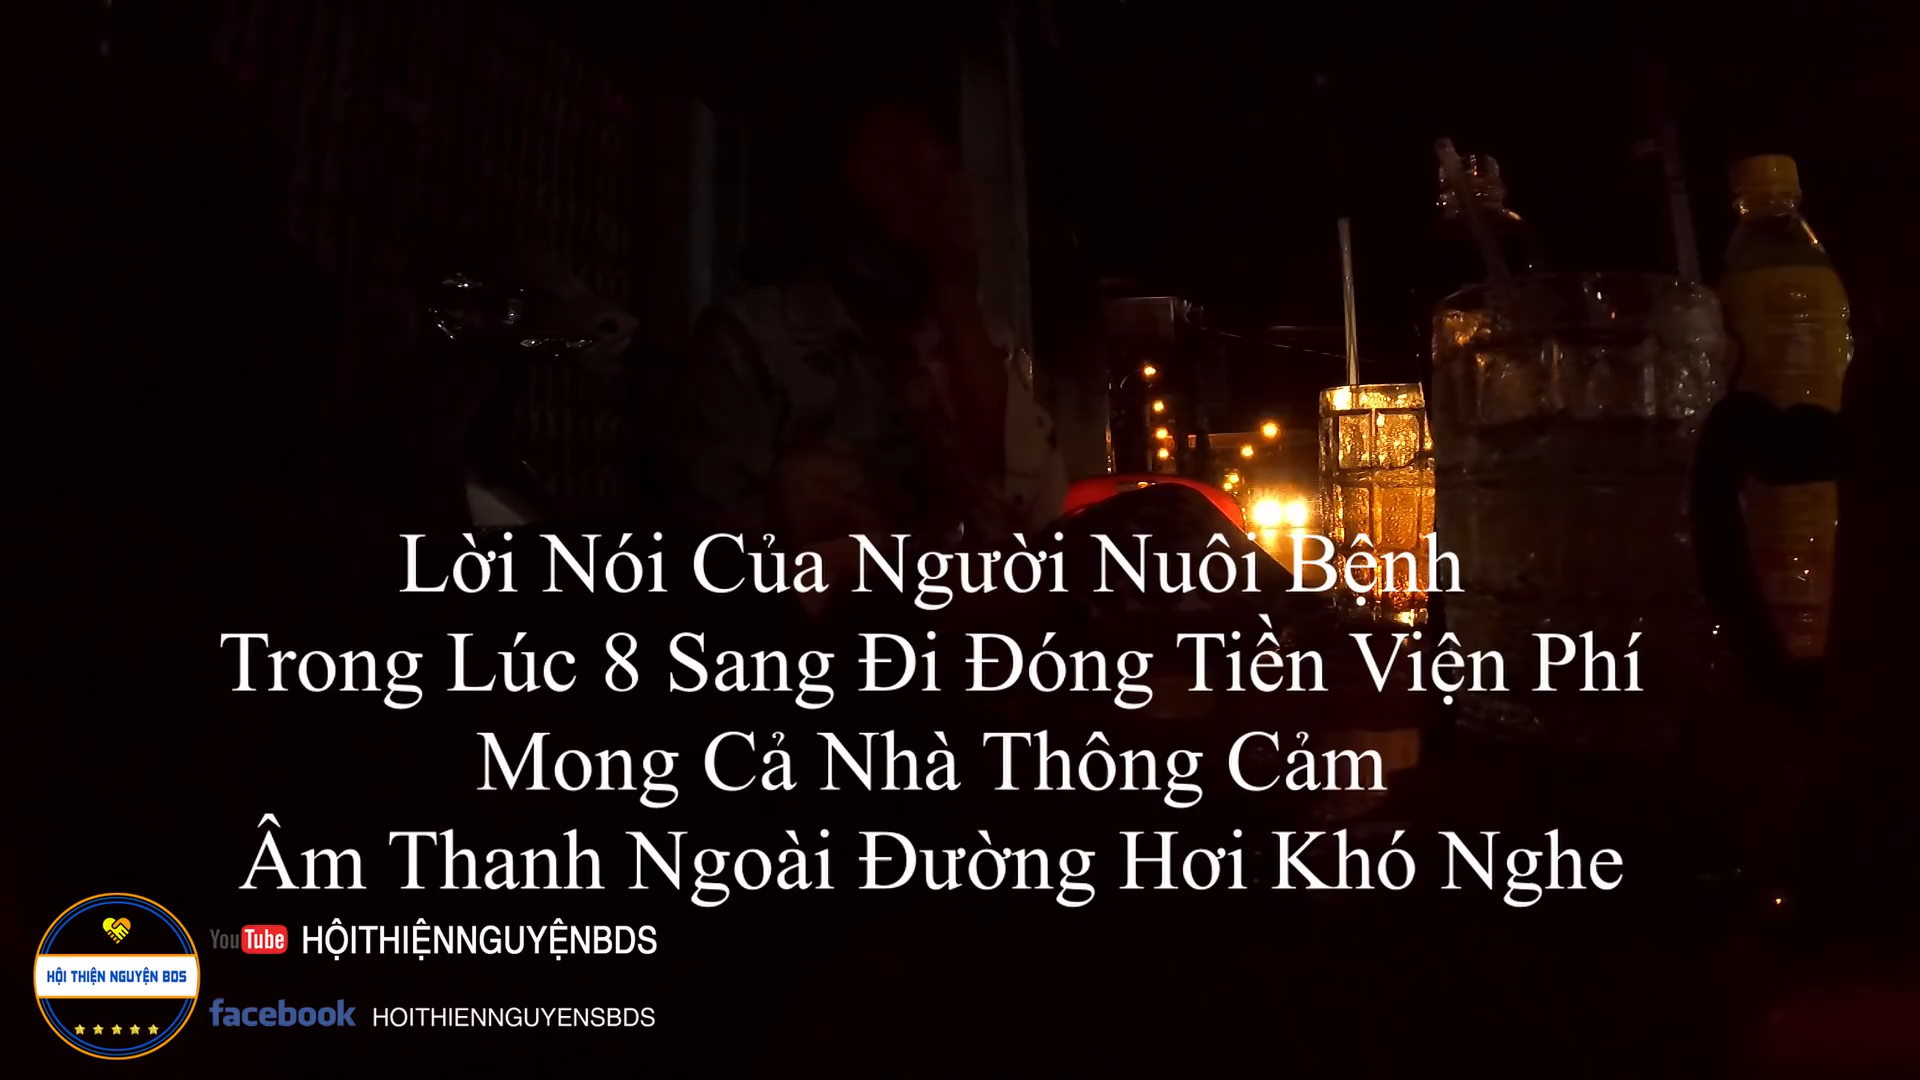 Lời Nói Của Người Nuôi Bệnh
Trong Lúc 8 Sang Đi Đóng Tiền Viện Phí
Mong Cả Nhà Thông Cảm
Âm Thanh Ngoài Đường Hơi Khó Nghe
YouTube HỘITHIỆNNGUYỆNBDS
HỘI THIỆN NGUYỆN BDS
facebook HOITHIENNGUYENSBDS